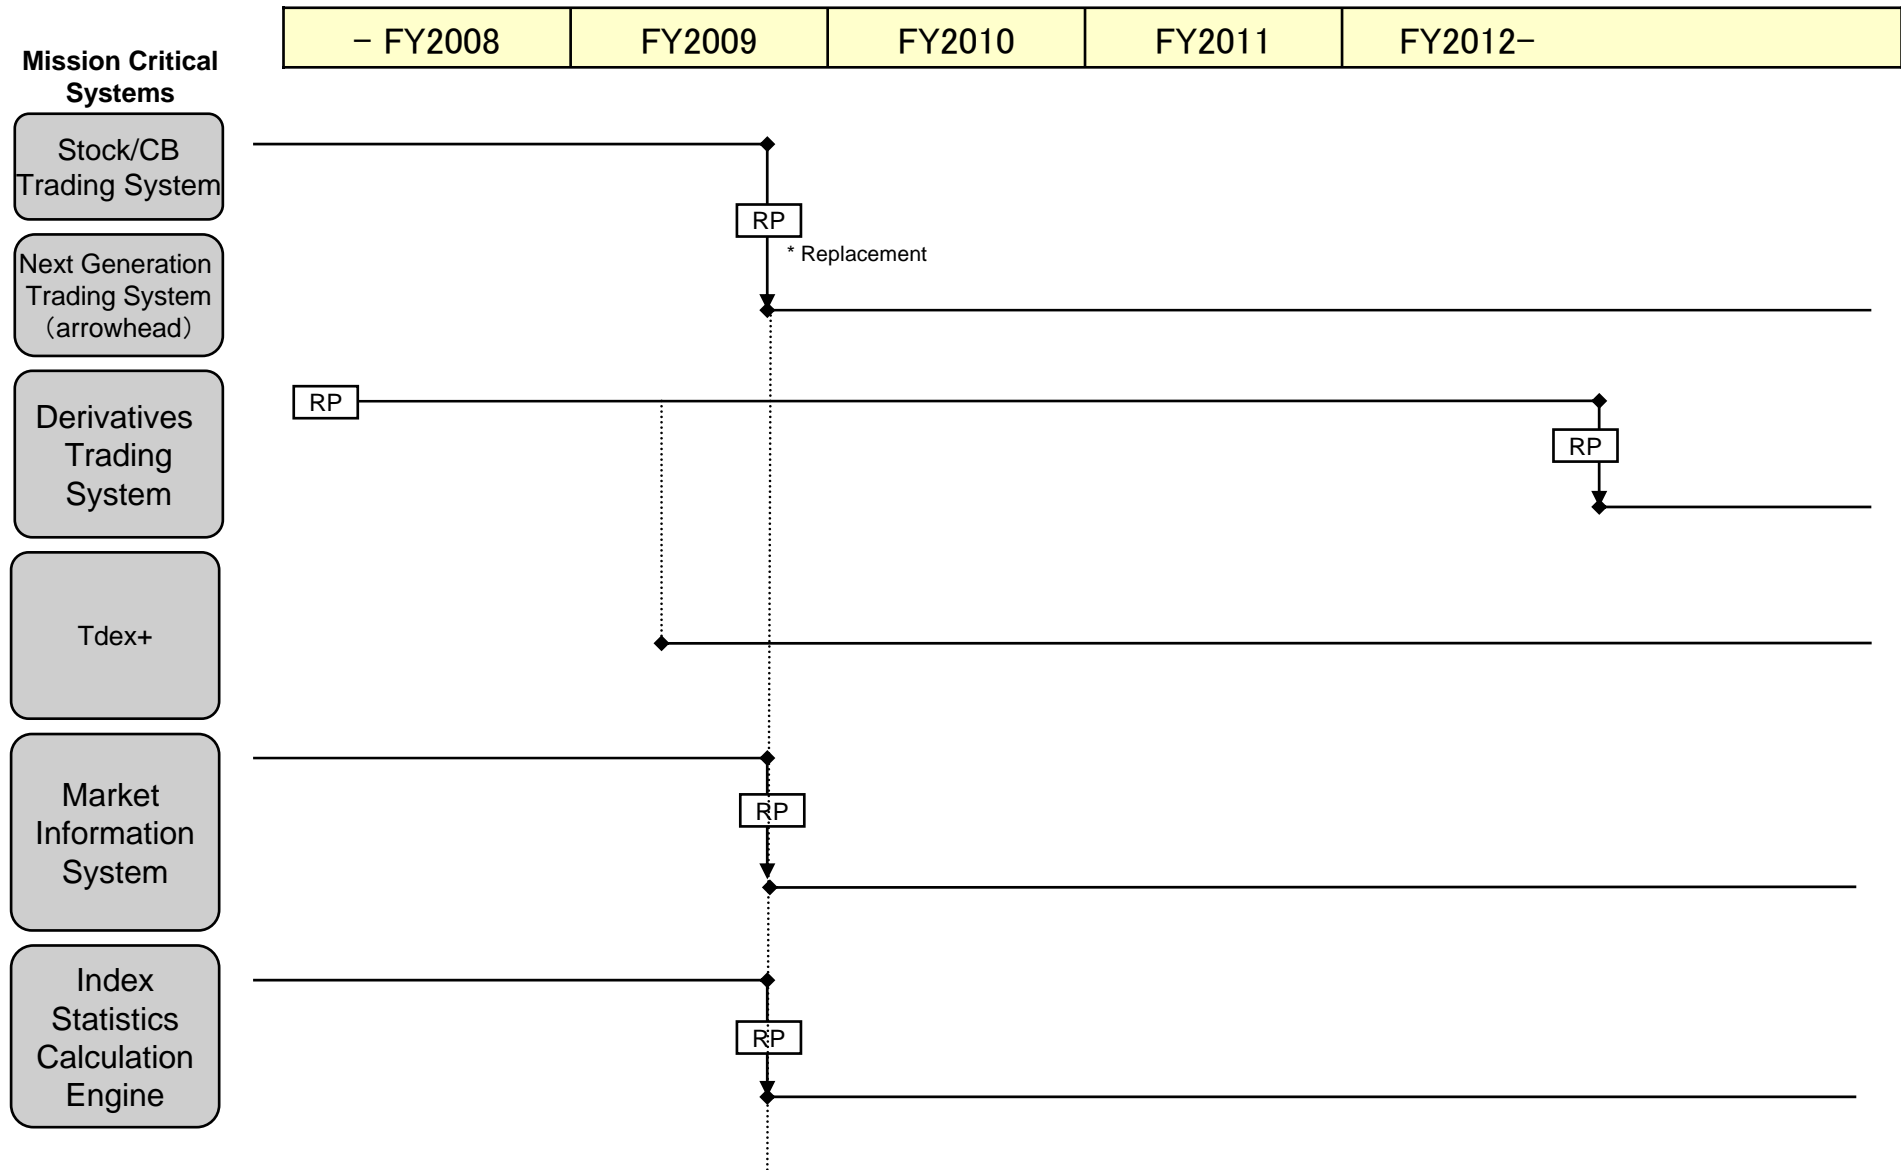 − FY2008
FY2009
FY2010
FY2011
FY2012−
Mission Critical
Systems
Stock/CB
Trading System
RP
* Replacement
Next Generation
Trading System
（arrowhead）
RP
Derivatives
Trading
System
RP
Tdex+
Market
Information
System
RP
Index
Statistics
Calculation
Engine
RP